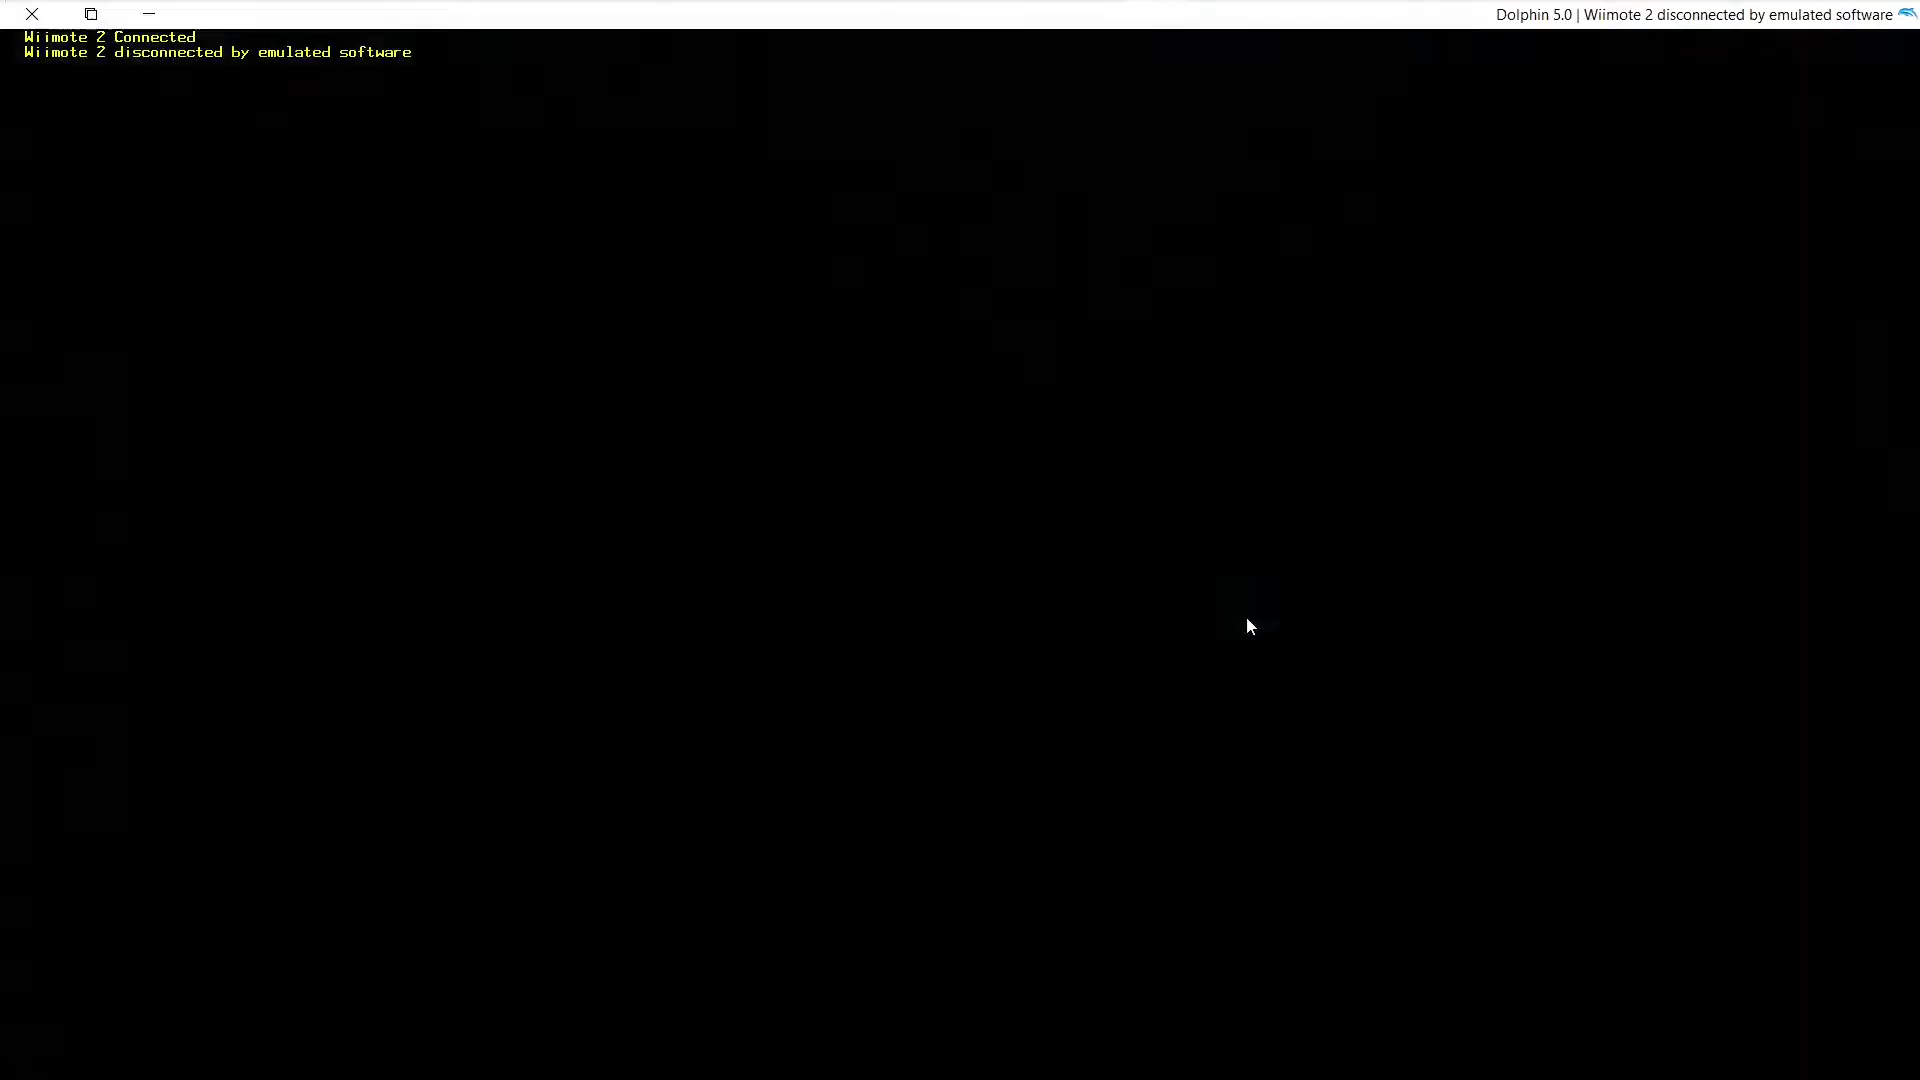 Dolphin 5.0 | Wiimote 2 disconnected by emulated software
Wiimote 2 Connected
Wiimote 2 disconnected by emulated software